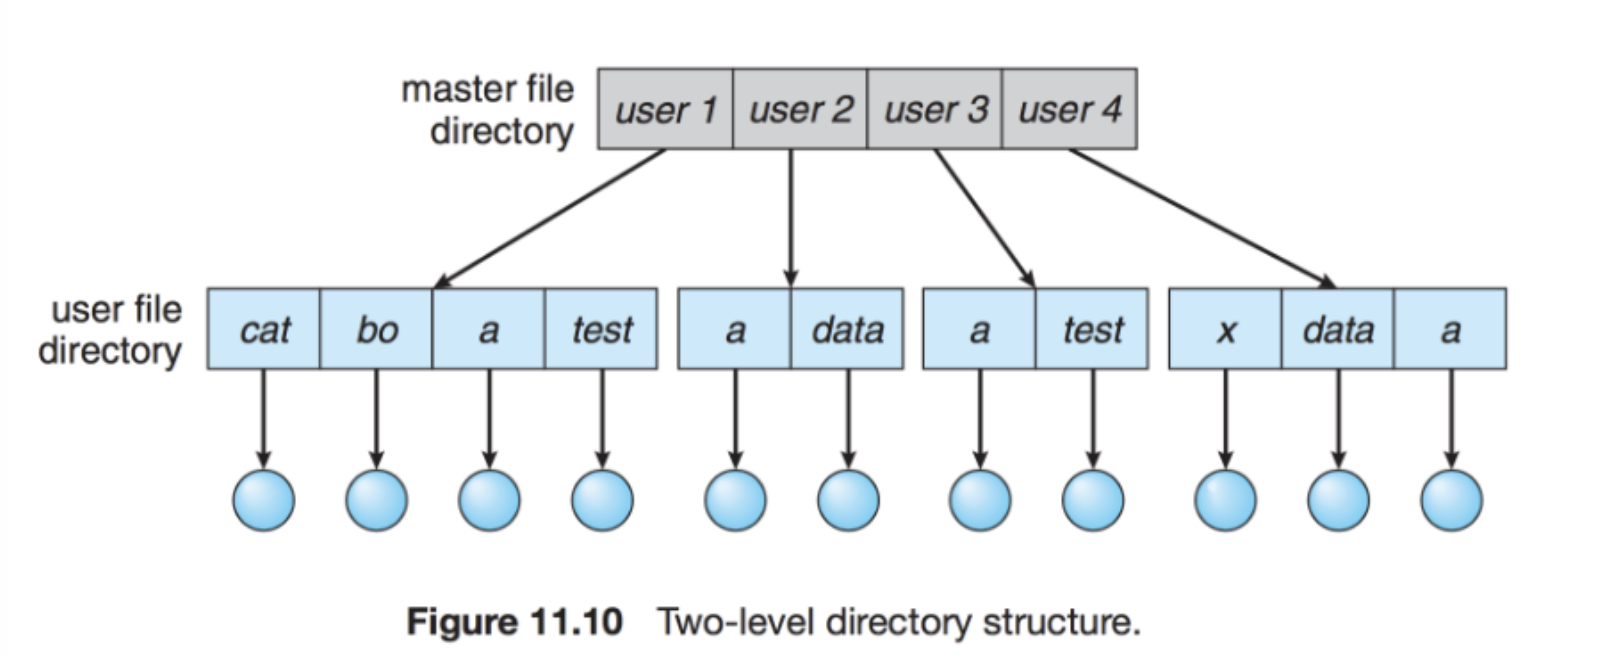 master file
directory
user 1 user 2 user 3 user 4
user file
directory
cat bo a test a data a test x data a
Figure 11.10 Two-level directory structure.